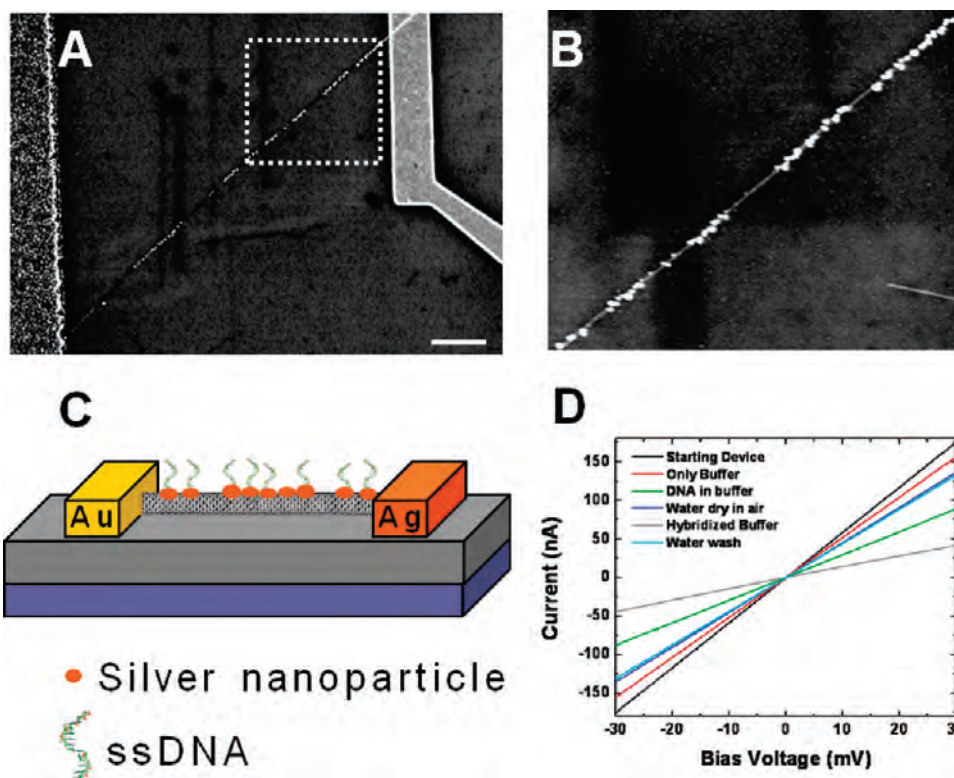 A
B
C
Au
Ag
Silver nanoparticle
ssDNA
D
Starting Device
Only Buffer
DNA in buffer
Water dry in air
Hybridized Buffer
Water wash
Current (nA)
150
100
50
0
-50
-100
-150
-30 -20 -10 0 10 20
Bias Voltage (mV)